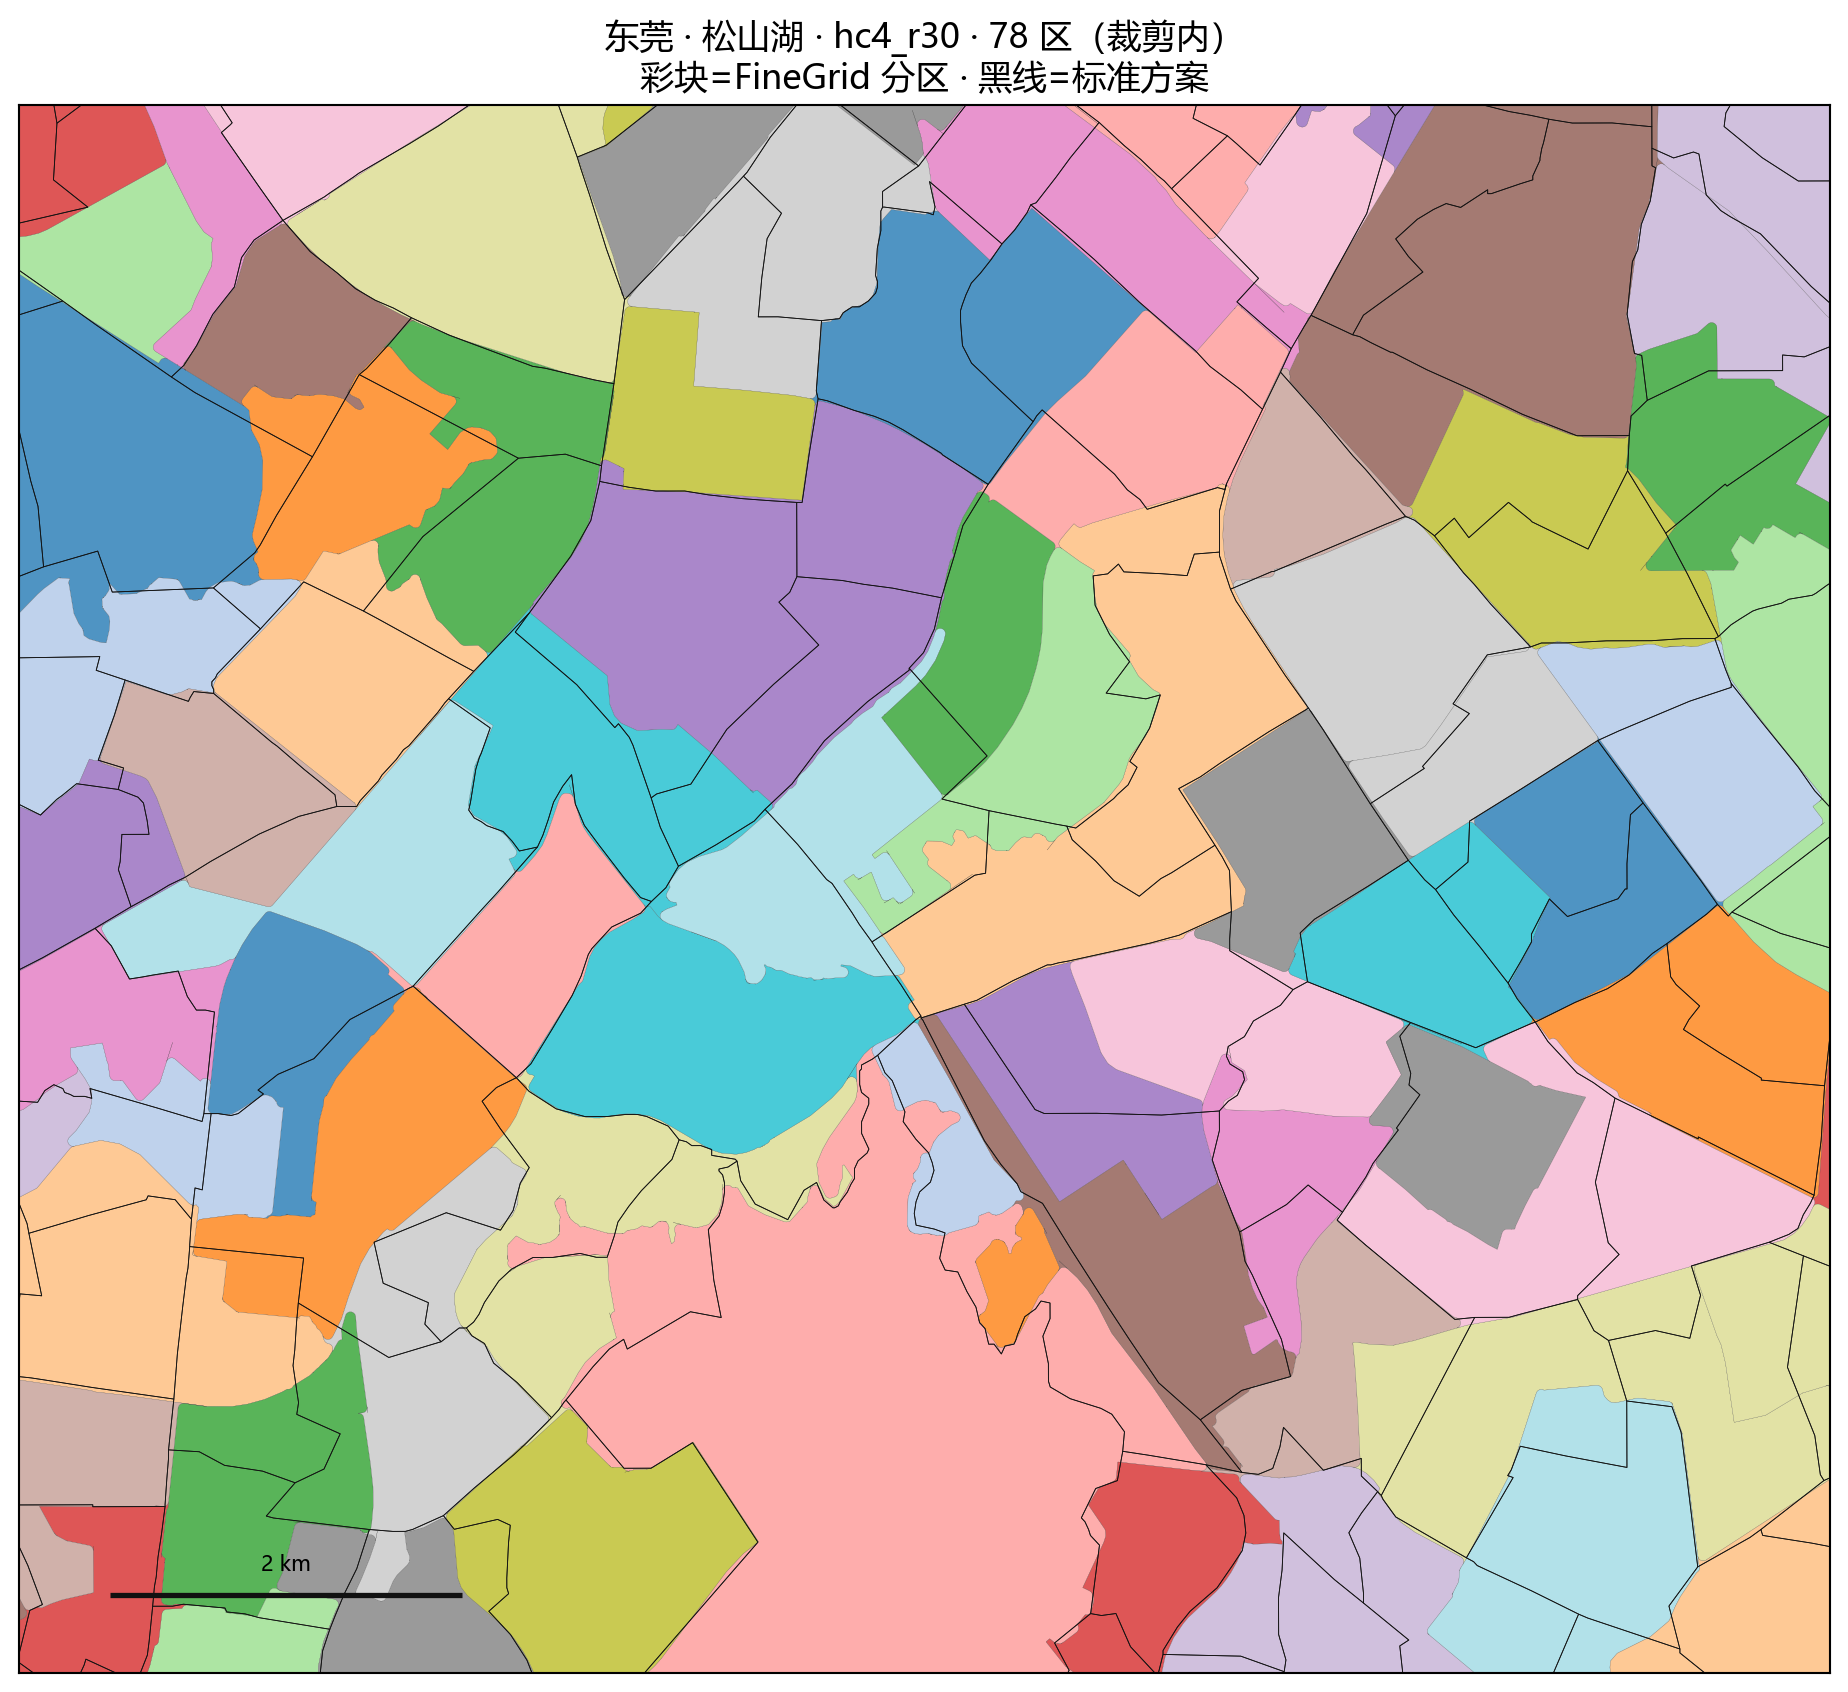 东莞 · 松山湖 · hc4_r30 · 78 区（裁剪内）
彩块=FineGrid 分区 · 黑线=标准方案
2 km